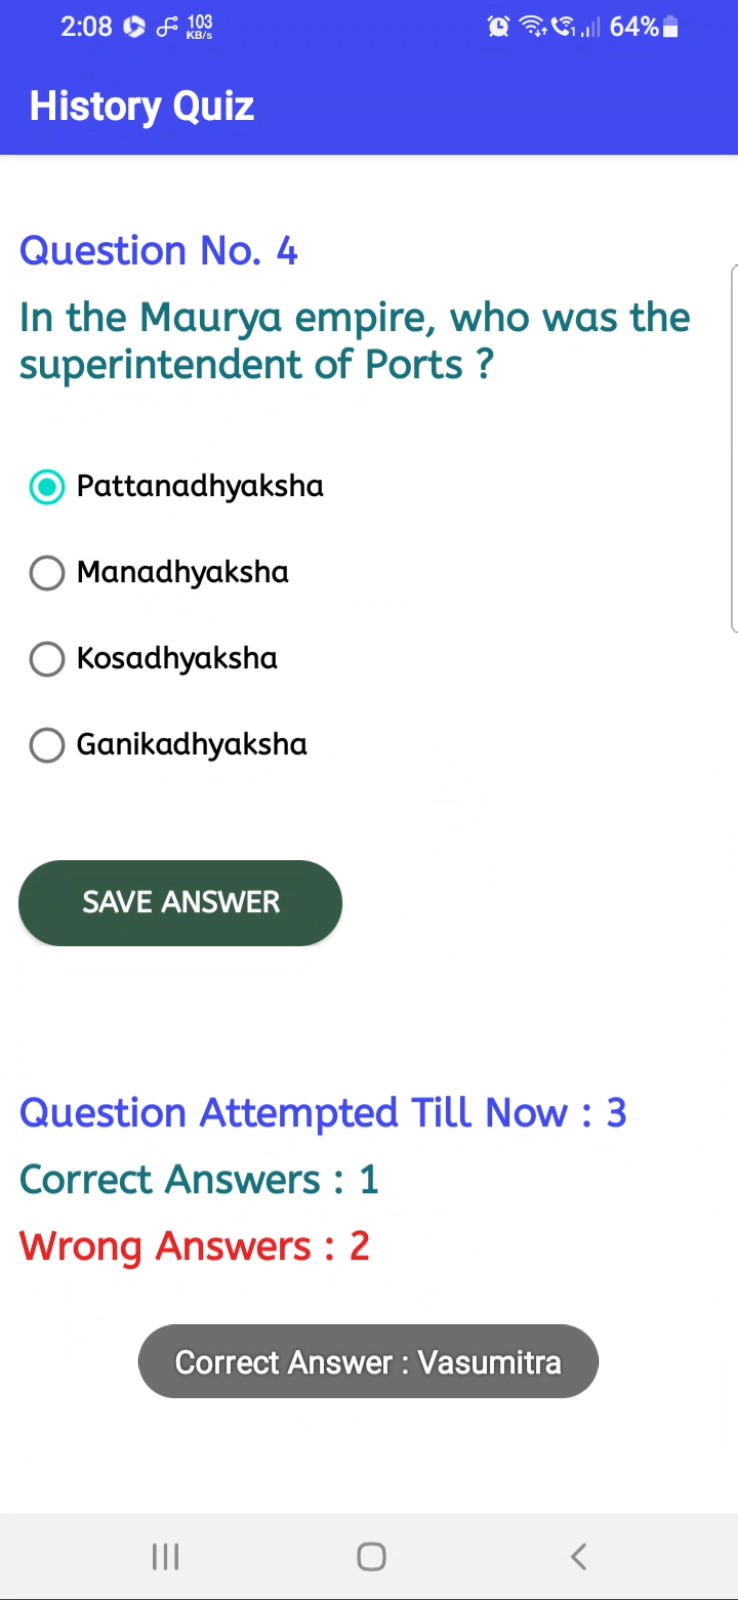 2:08 103 KB/s 64%
History Quiz
Question No. 4
In the Maurya empire, who was the
superintendent of Ports ?
Pattanadhyaksha
Manadhyaksha
Kosadhyaksha
Ganikadhyaksha
SAVE ANSWER
Question Attempted Till Now : 3
Correct Answers : 1
Wrong Answers : 2
Correct Answer : Vasumitra